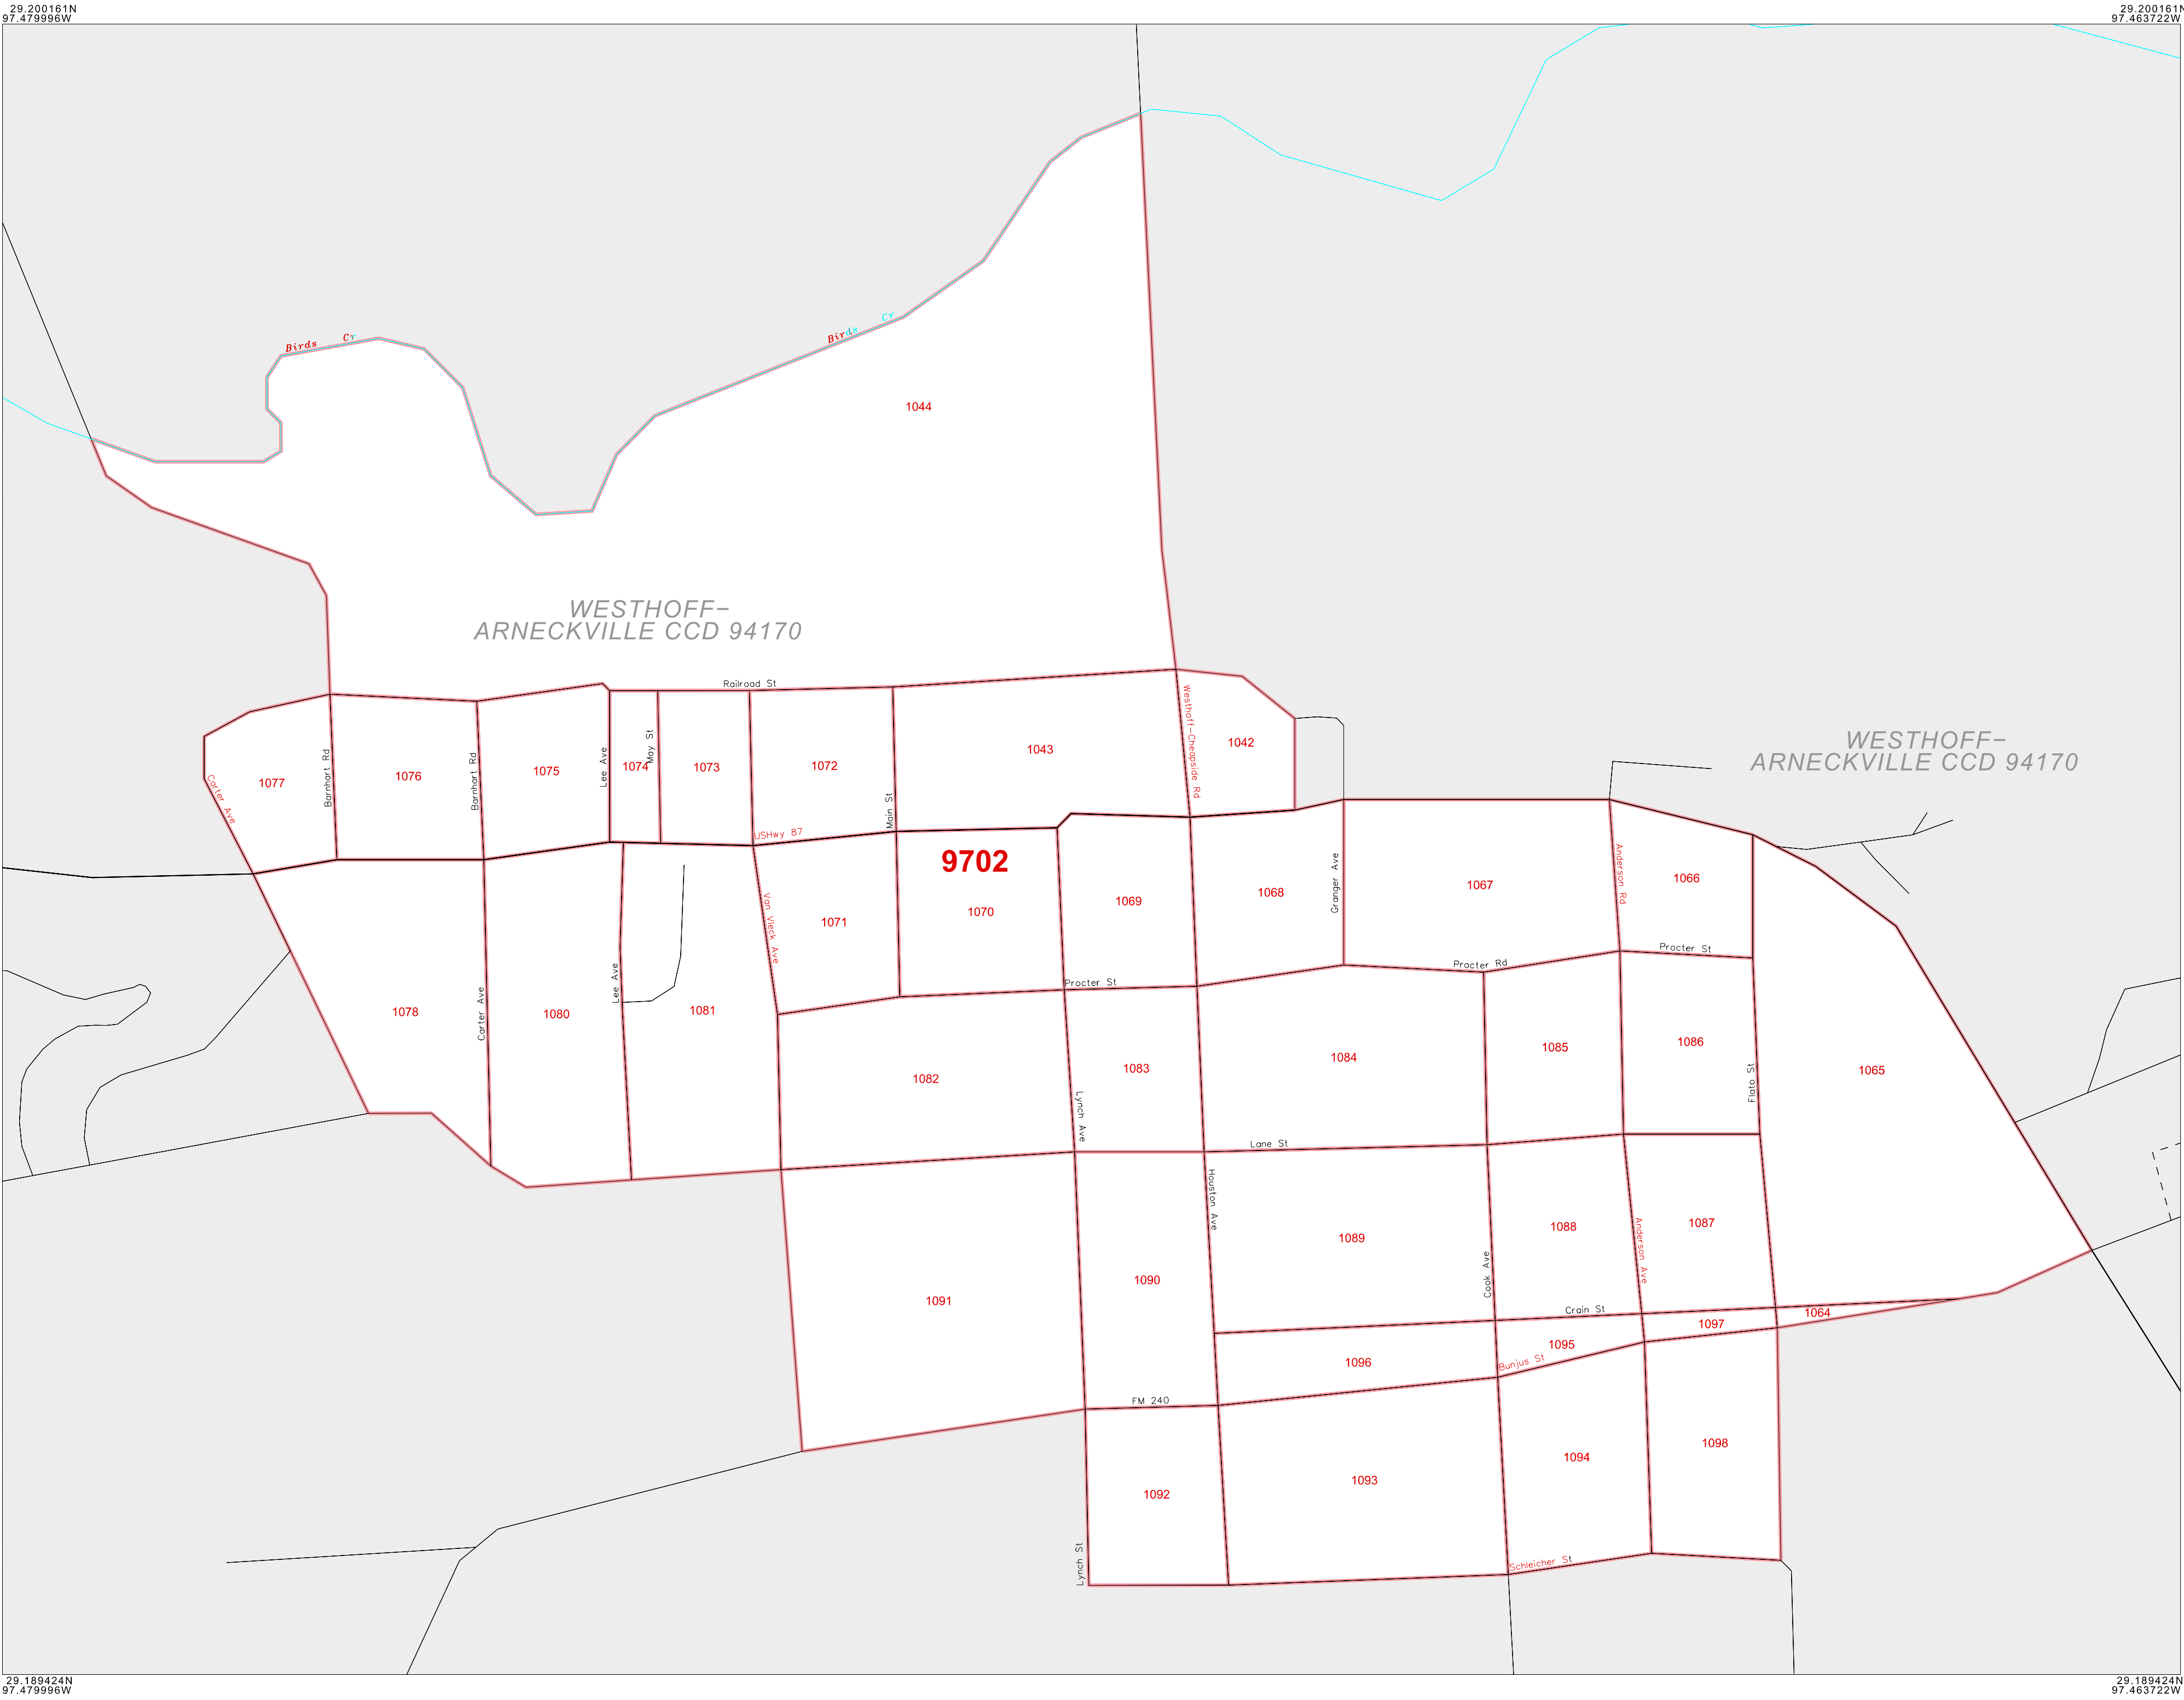 29.200161N
97.479996W
29.200161N
97.463722W
Birds Cr
Birds Cr
1044
WESTHOFF-
ARNECKVILLE CCD 94170
Railroad St
Westhoff-Cheapside Rd
1042
WESTHOFF-
ARNECKVILLE CCD 94170
1077
Carter Ave
Barnhart Rd
1076
Barnhart Rd
1075
Lee Ave
1074
May St
1073
1072
Main St
1043
USHwy 87
9702
1071
Van Vleck Ave
1070
1069
1068
Granger Ave
1067
Anderson Rd
1066
Procter St
Procter Rd
Procter St
1078
Carter Ave
1080
Lee Ave
1081
1082
1083
Lynch Ave
1084
1085
1086
Flato St
1065
Lane St
Houston Ave
1091
1090
1089
Cook Ave
1088
Anderson Ave
1087
Crain St
1064
1097
1095
1096
Bunjus St
FM 240
1092
1093
1094
1098
Lynch St
Schleicher St
29.189424N
97.479996W
29.189424N
97.463722W